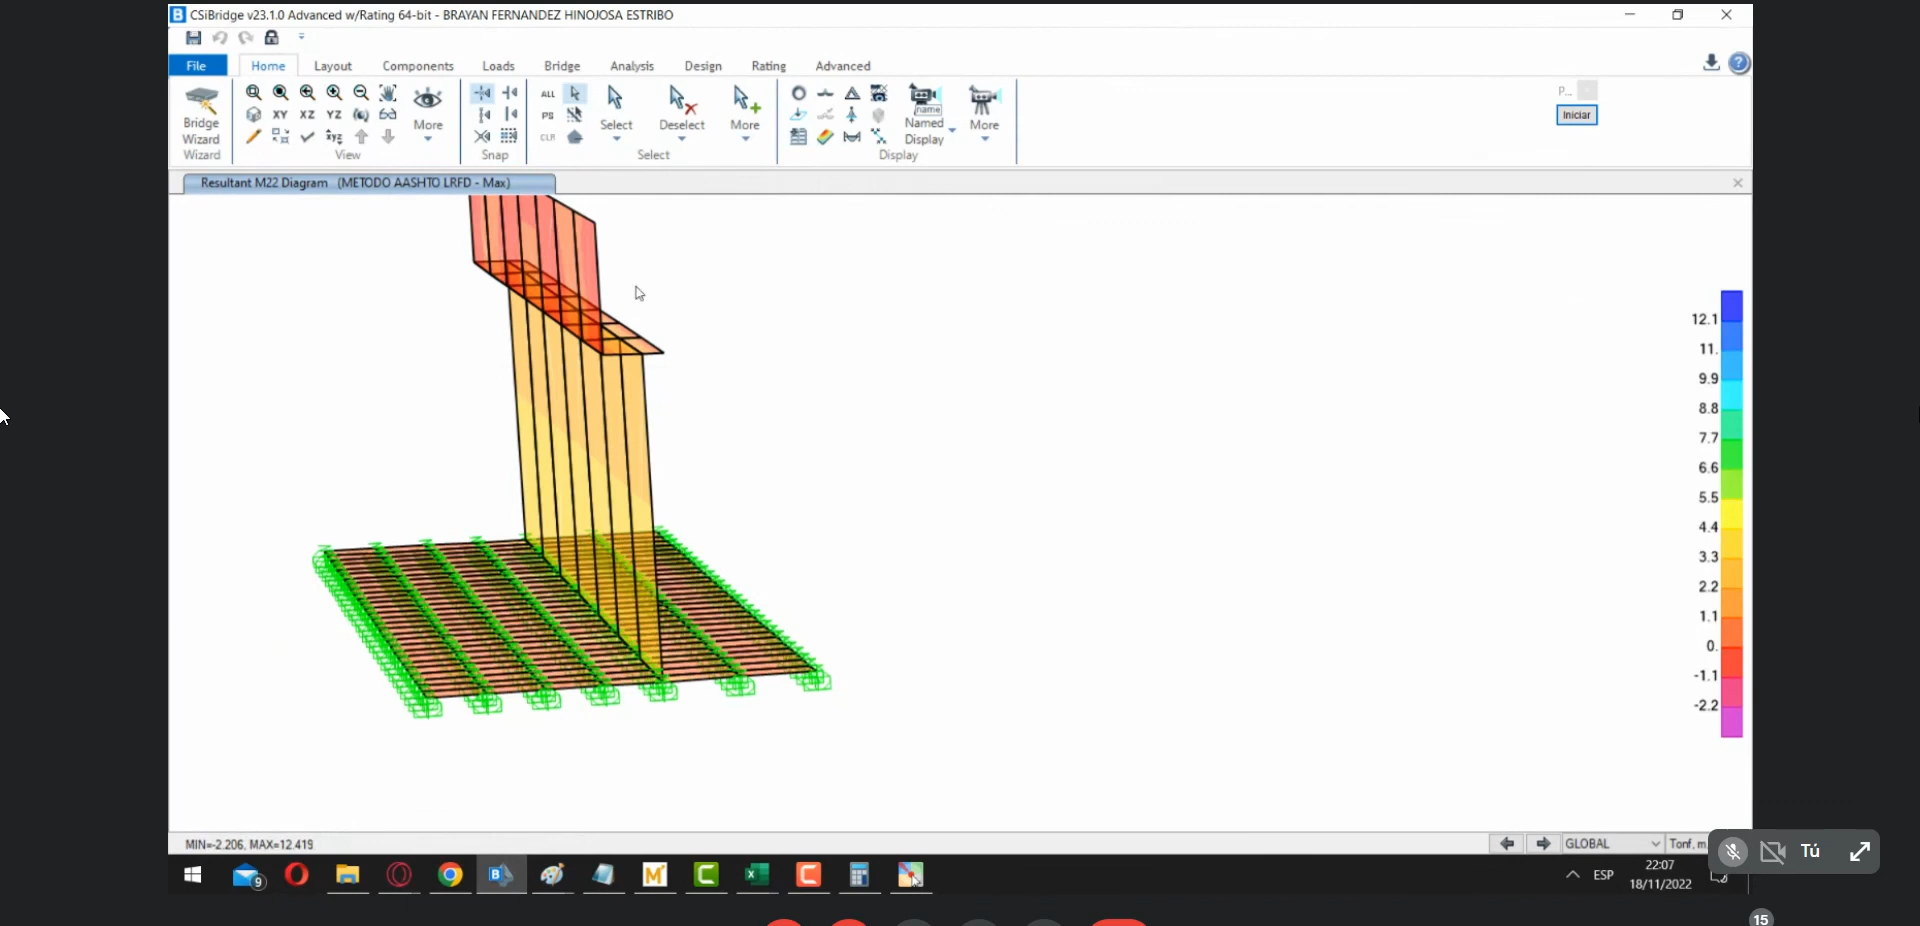 CSiBridge v23.1.0 Advanced w/Rating 64-bit - BRAYAN FERNANDEZ HINOJOSA ESTRIBO
File Home Layout Components Loads Bridge Analysis Design Rating Advanced
Bridge Wizard
Wizard
XY XZ YZ
xyz
More
View
Snap
ALL
PS
CLR
Select
Deselect
More
Select
name
Named Display
More
Display
P...
Iniciar
Resultant M22 Diagram (METODO AASHTO LRFD - Max)
12.1
11.
9.9
8.8
7.7
6.6
5.5
4.4
3.3
2.2
1.1
0.
-1.1
-2.2
MIN=-2.206, MAX=12.419
GLOBAL
Tonf, m,
Tú
9
ESP
22:07
18/11/2022
15